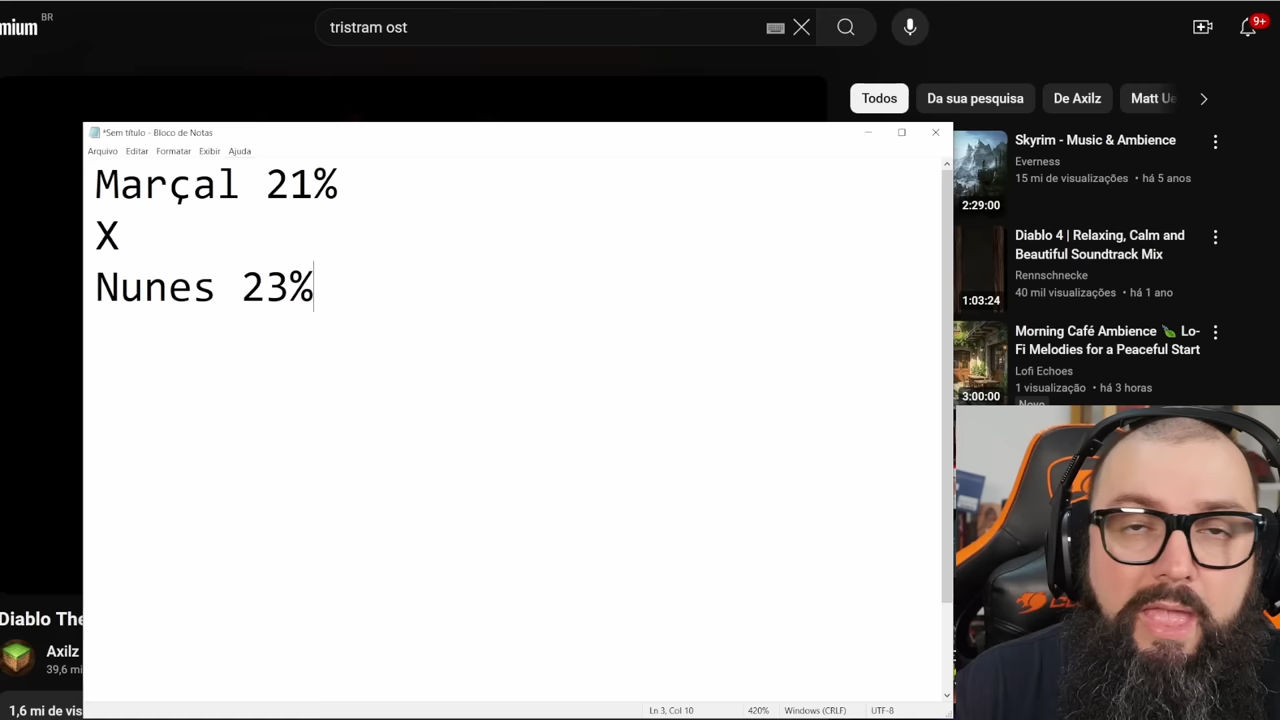 mium BR
tristram ost
9+
Todos
Da sua pesquisa
De Axilz
Matt Ue
*Sem título - Bloco de Notas
Arquivo Editar Formatar Exibir Ajuda
Marçal 21%
X
Nunes 23%
Ln 3, Col 10
420%
Windows (CRLF)
UTF-8
Skyrim - Music & Ambience
Everness
15 mi de visualizações • há 5 anos
2:29:00
Diablo 4 | Relaxing, Calm and
Beautiful Soundtrack Mix
Rennschnecke
40 mil visualizações • há 1 ano
1:03:24
Morning Café Ambience 🍃 Lo-
Fi Melodies for a Peaceful Start
Lofi Echoes
1 visualização • há 3 horas
3:00:00
Novo
Diablo The
Axilz
39,6 mi
1,6 mi de vis